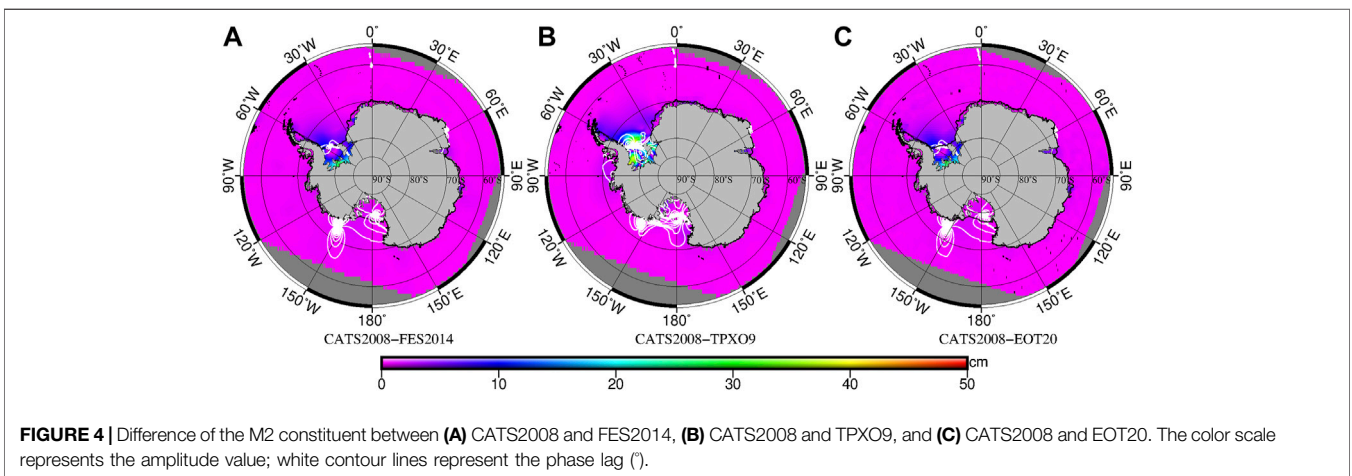 A
B
C
0°
30°E
60°E
90°E
120°E
150°E
180°
150°W
120°W
90°W
60°W
30°W
90°S
80°S
70°S
60°S
0°
30°E
60°E
90°E
120°E
150°E
180°
150°W
120°W
90°W
60°W
30°W
90°S
80°S
70°S
60°S
0°
30°E
60°E
90°E
120°E
150°E
180°
150°W
120°W
90°W
60°W
30°W
90°S
80°S
70°S
60°S
CATS2008−FES2014
CATS2008−TPXO9
CATS2008−EOT20
cm
0 10 20 30 40 50
FIGURE 4 | Difference of the M2 constituent between (A) CATS2008 and FES2014, (B) CATS2008 and TPXO9, and (C) CATS2008 and EOT20. The color scale
represents the amplitude value; white contour lines represent the phase lag (°).